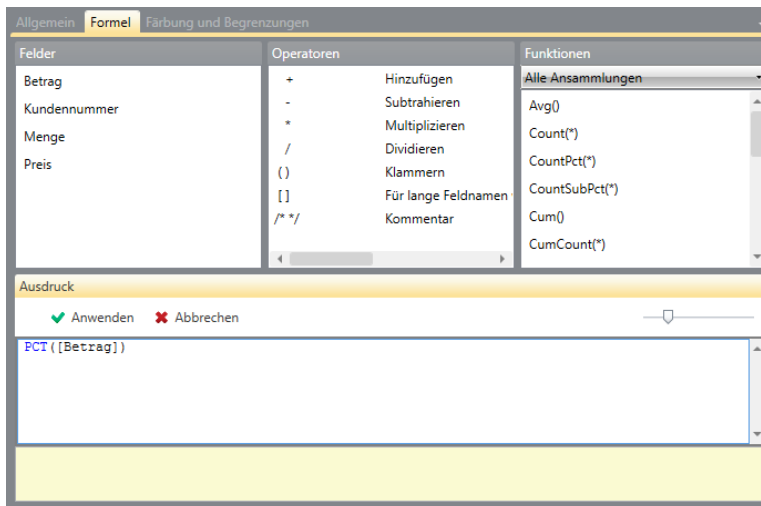 Allgemein Formel Färbung und Begrenzungen
Felder
Betrag
Kundennummer
Menge
Preis
Operatoren
+ Hinzufügen
- Subtrahieren
* Multiplizieren
/ Dividieren
( ) Klammern
[ ] Für lange Feldnamen
/* */ Kommentar
Funktionen
Alle Ansammlungen
Avg()
Count(*)
CountPct(*)
CountSubPct(*)
Cum()
CumCount(*)
Ausdruck
Anwenden Abbrechen
PCT([Betrag])